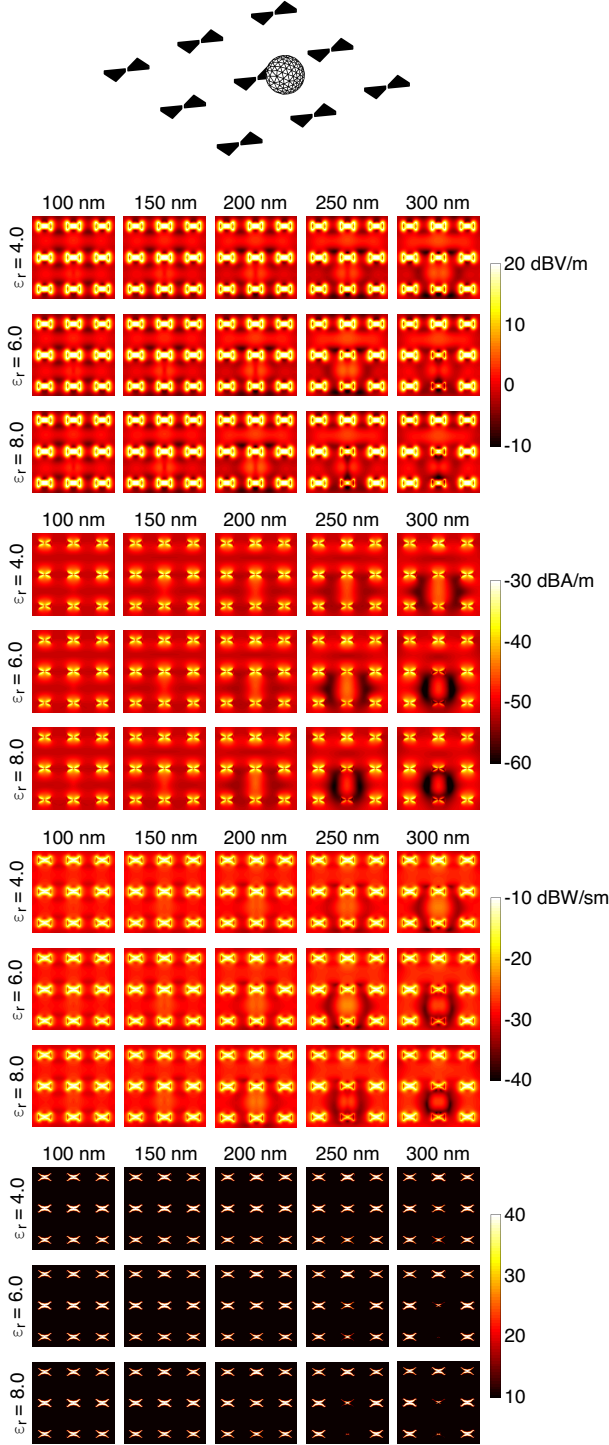 100 nm 150 nm 200 nm 250 nm 300 nm
εr = 4.0
20 dBV/m
10
εr = 6.0
0
εr = 8.0
-10
100 nm 150 nm 200 nm 250 nm 300 nm
εr = 4.0
-30 dBA/m
-40
εr = 6.0
-50
εr = 8.0
-60
100 nm 150 nm 200 nm 250 nm 300 nm
εr = 4.0
-10 dBW/sm
-20
εr = 6.0
-30
εr = 8.0
-40
100 nm 150 nm 200 nm 250 nm 300 nm
εr = 4.0
40
30
εr = 6.0
20
εr = 8.0
10